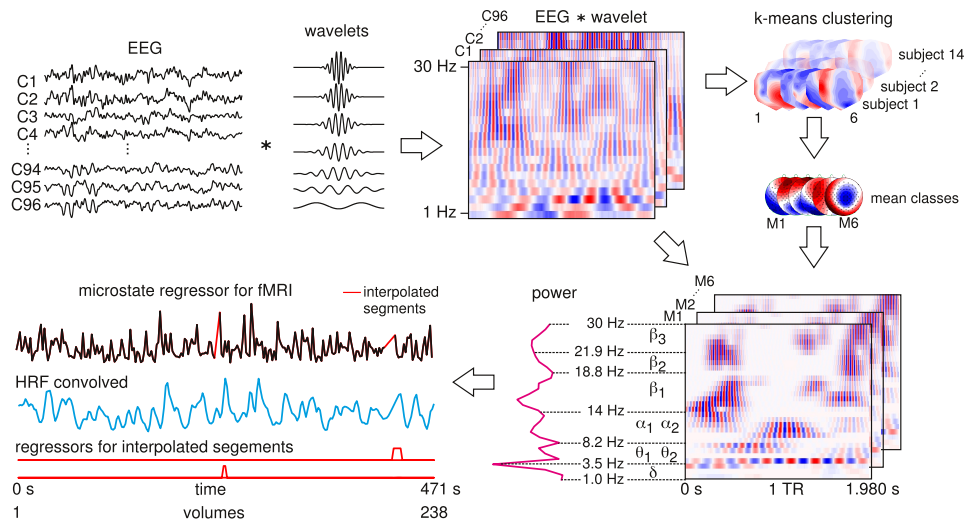 EEG
C1
C2
C3
C4
C94
C95
C96
*
wavelets
EEG * wavelet
C96
C2
C1
30 Hz
1 Hz
k-means clustering
subject 14
subject 2
subject 1
1 6
mean classes
M1 M6
microstate regressor for fMRI
interpolated
segments
HRF convolved
regressors for interpolated segements
0 s time 471 s
1 volumes 238
power
30 Hz
21.9 Hz
18.8 Hz
14 Hz
8.2 Hz
3.5 Hz
1.0 Hz
β3
β2
β1
α1 α2
θ1 θ2
δ
M6
M2
M1
0 s 1 TR 1.980 s